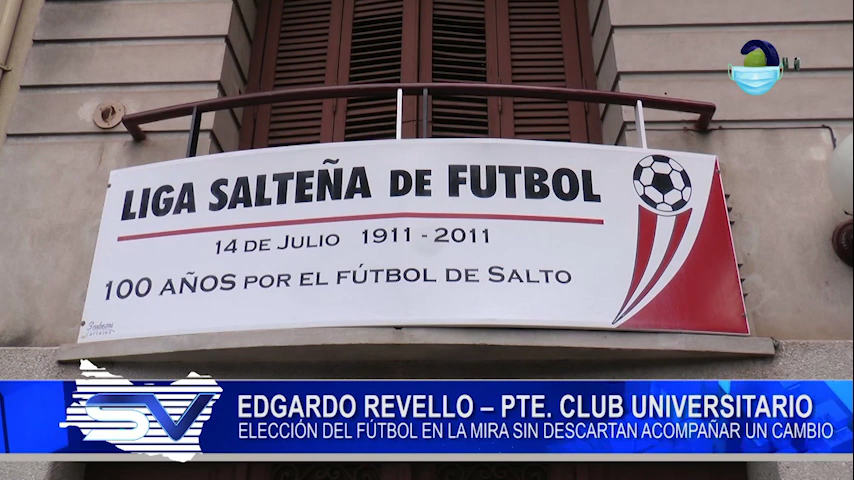 LIGA SALTEÑA DE FUTBOL
14 DE JULIO 1911 - 2011
100 AÑOS POR EL FÚTBOL DE SALTO
SV
EDGARDO REVELLO – PTE. CLUB UNIVERSITARIO
ELECCIÓN DEL FÚTBOL EN LA MIRA SIN DESCARTAN ACOMPAÑAR UN CAMBIO